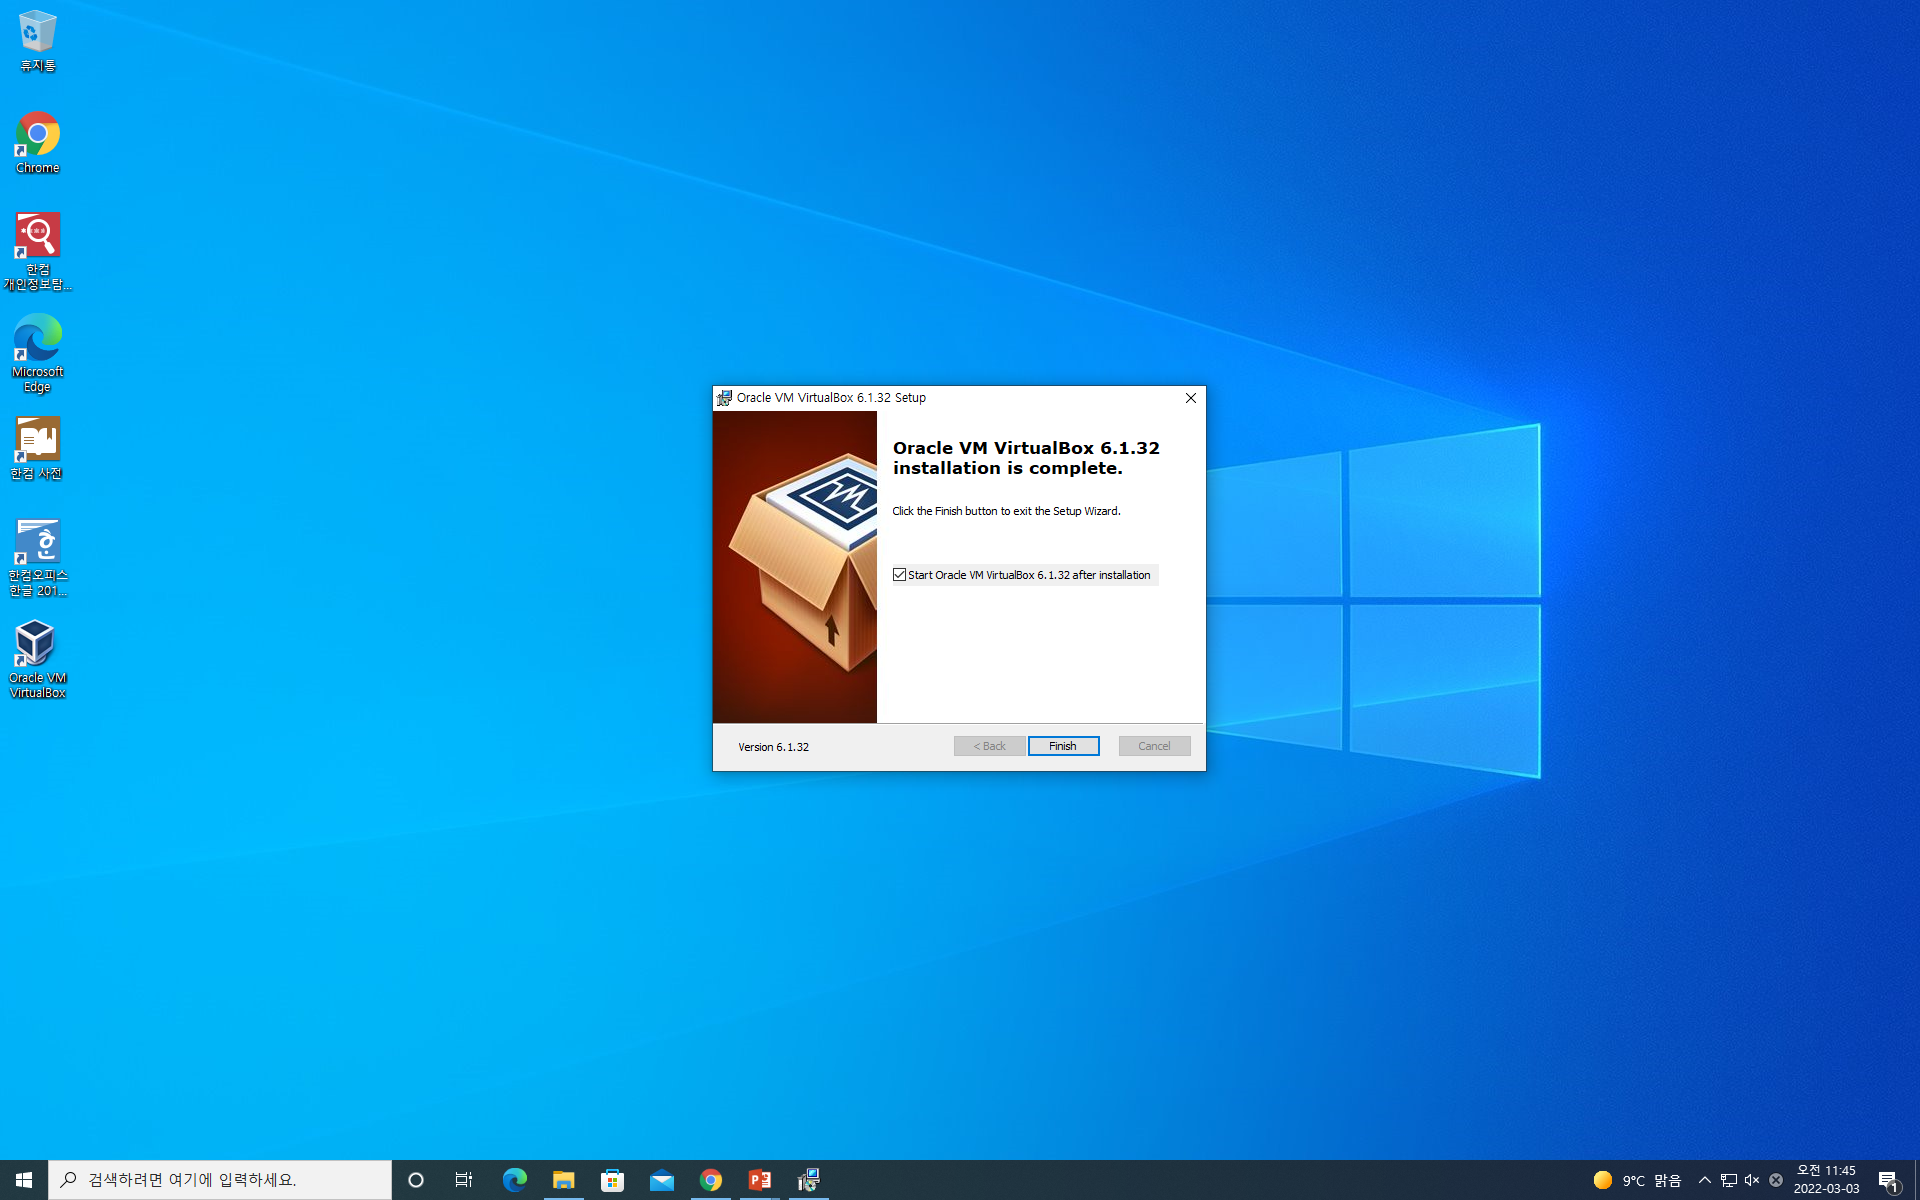 휴지통
Chrome
한컴
개인정보탐...
Microsoft
Edge
한컴 사전
한컴오피스
한글 201...
Oracle VM
VirtualBox
Oracle VM VirtualBox 6.1.32 Setup
Oracle VM VirtualBox 6.1.32
installation is complete.
Click the Finish button to exit the Setup Wizard.
Start Oracle VM VirtualBox 6.1.32 after installation
Version 6.1.32
< Back
Finish
Cancel
검색하려면 여기에 입력하세요.
9°C 맑음
오전 11:45
2022-03-03
1